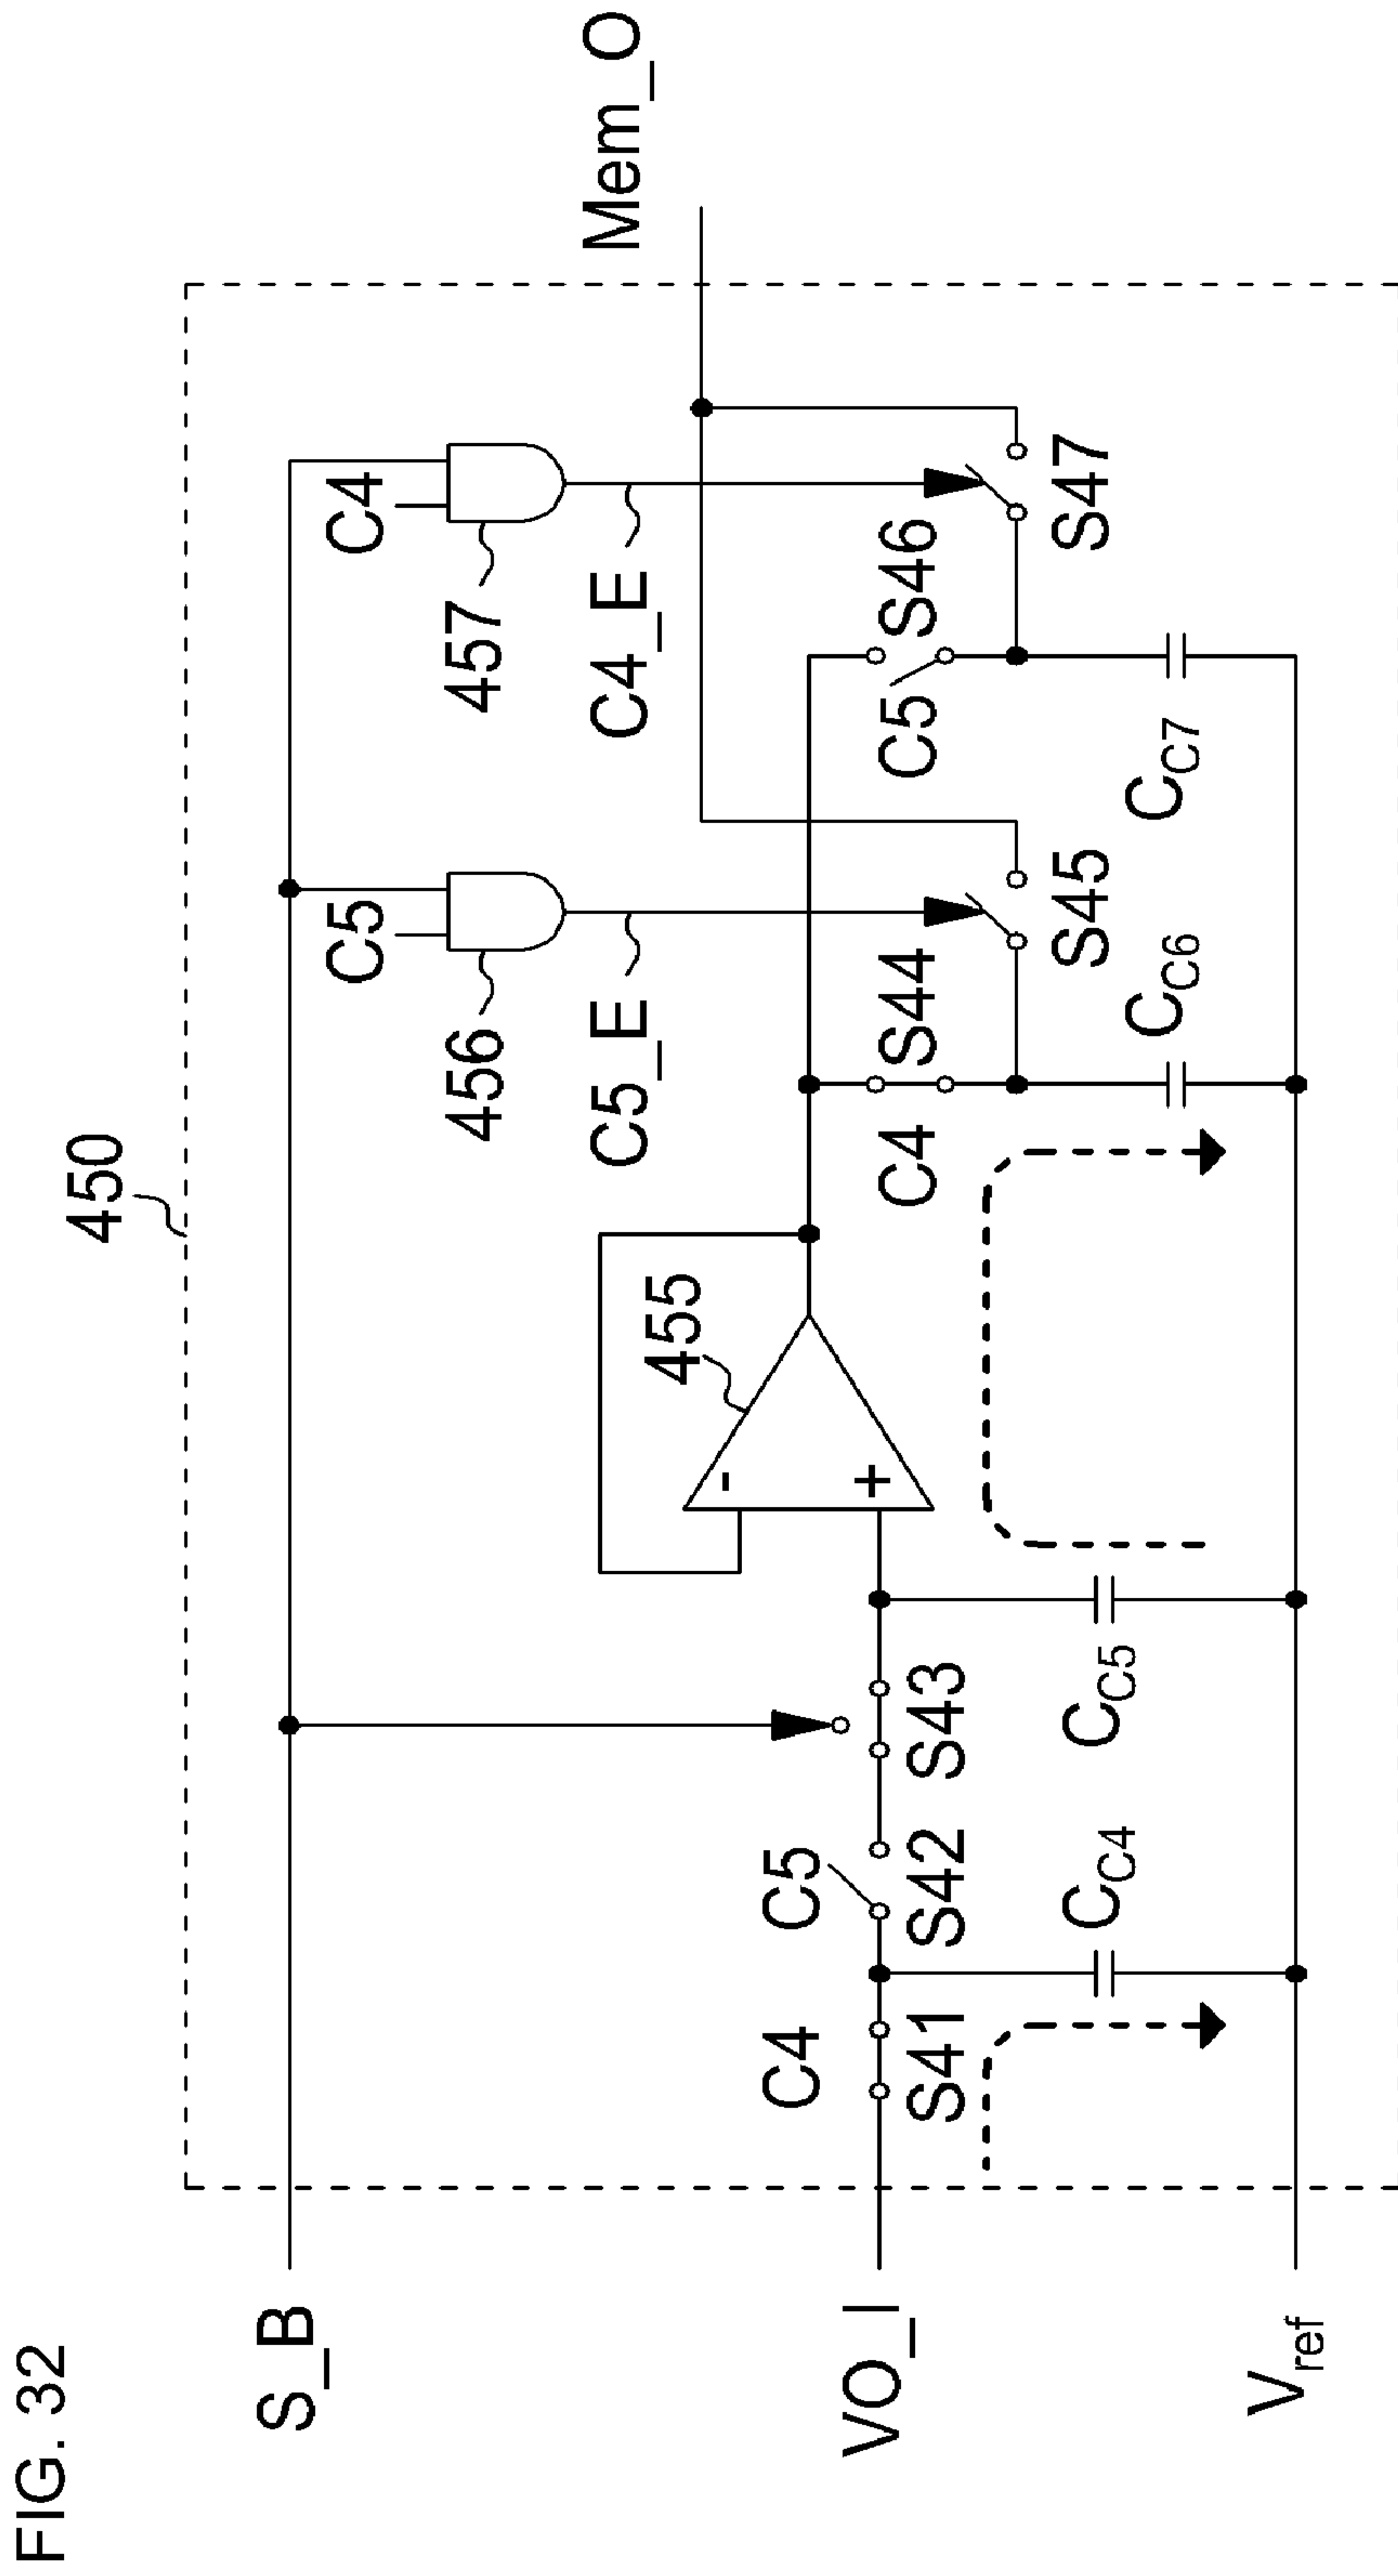 FIG. 32
450
S_B
C5
C4
456
457
C5_E
C4_E
Mem_O
455
-
+
VO_I
C4
S41
C5
S42
S43
C4
S44
S45
C5
S46
S47
CC4
CC5
CC6
CC7
Vref